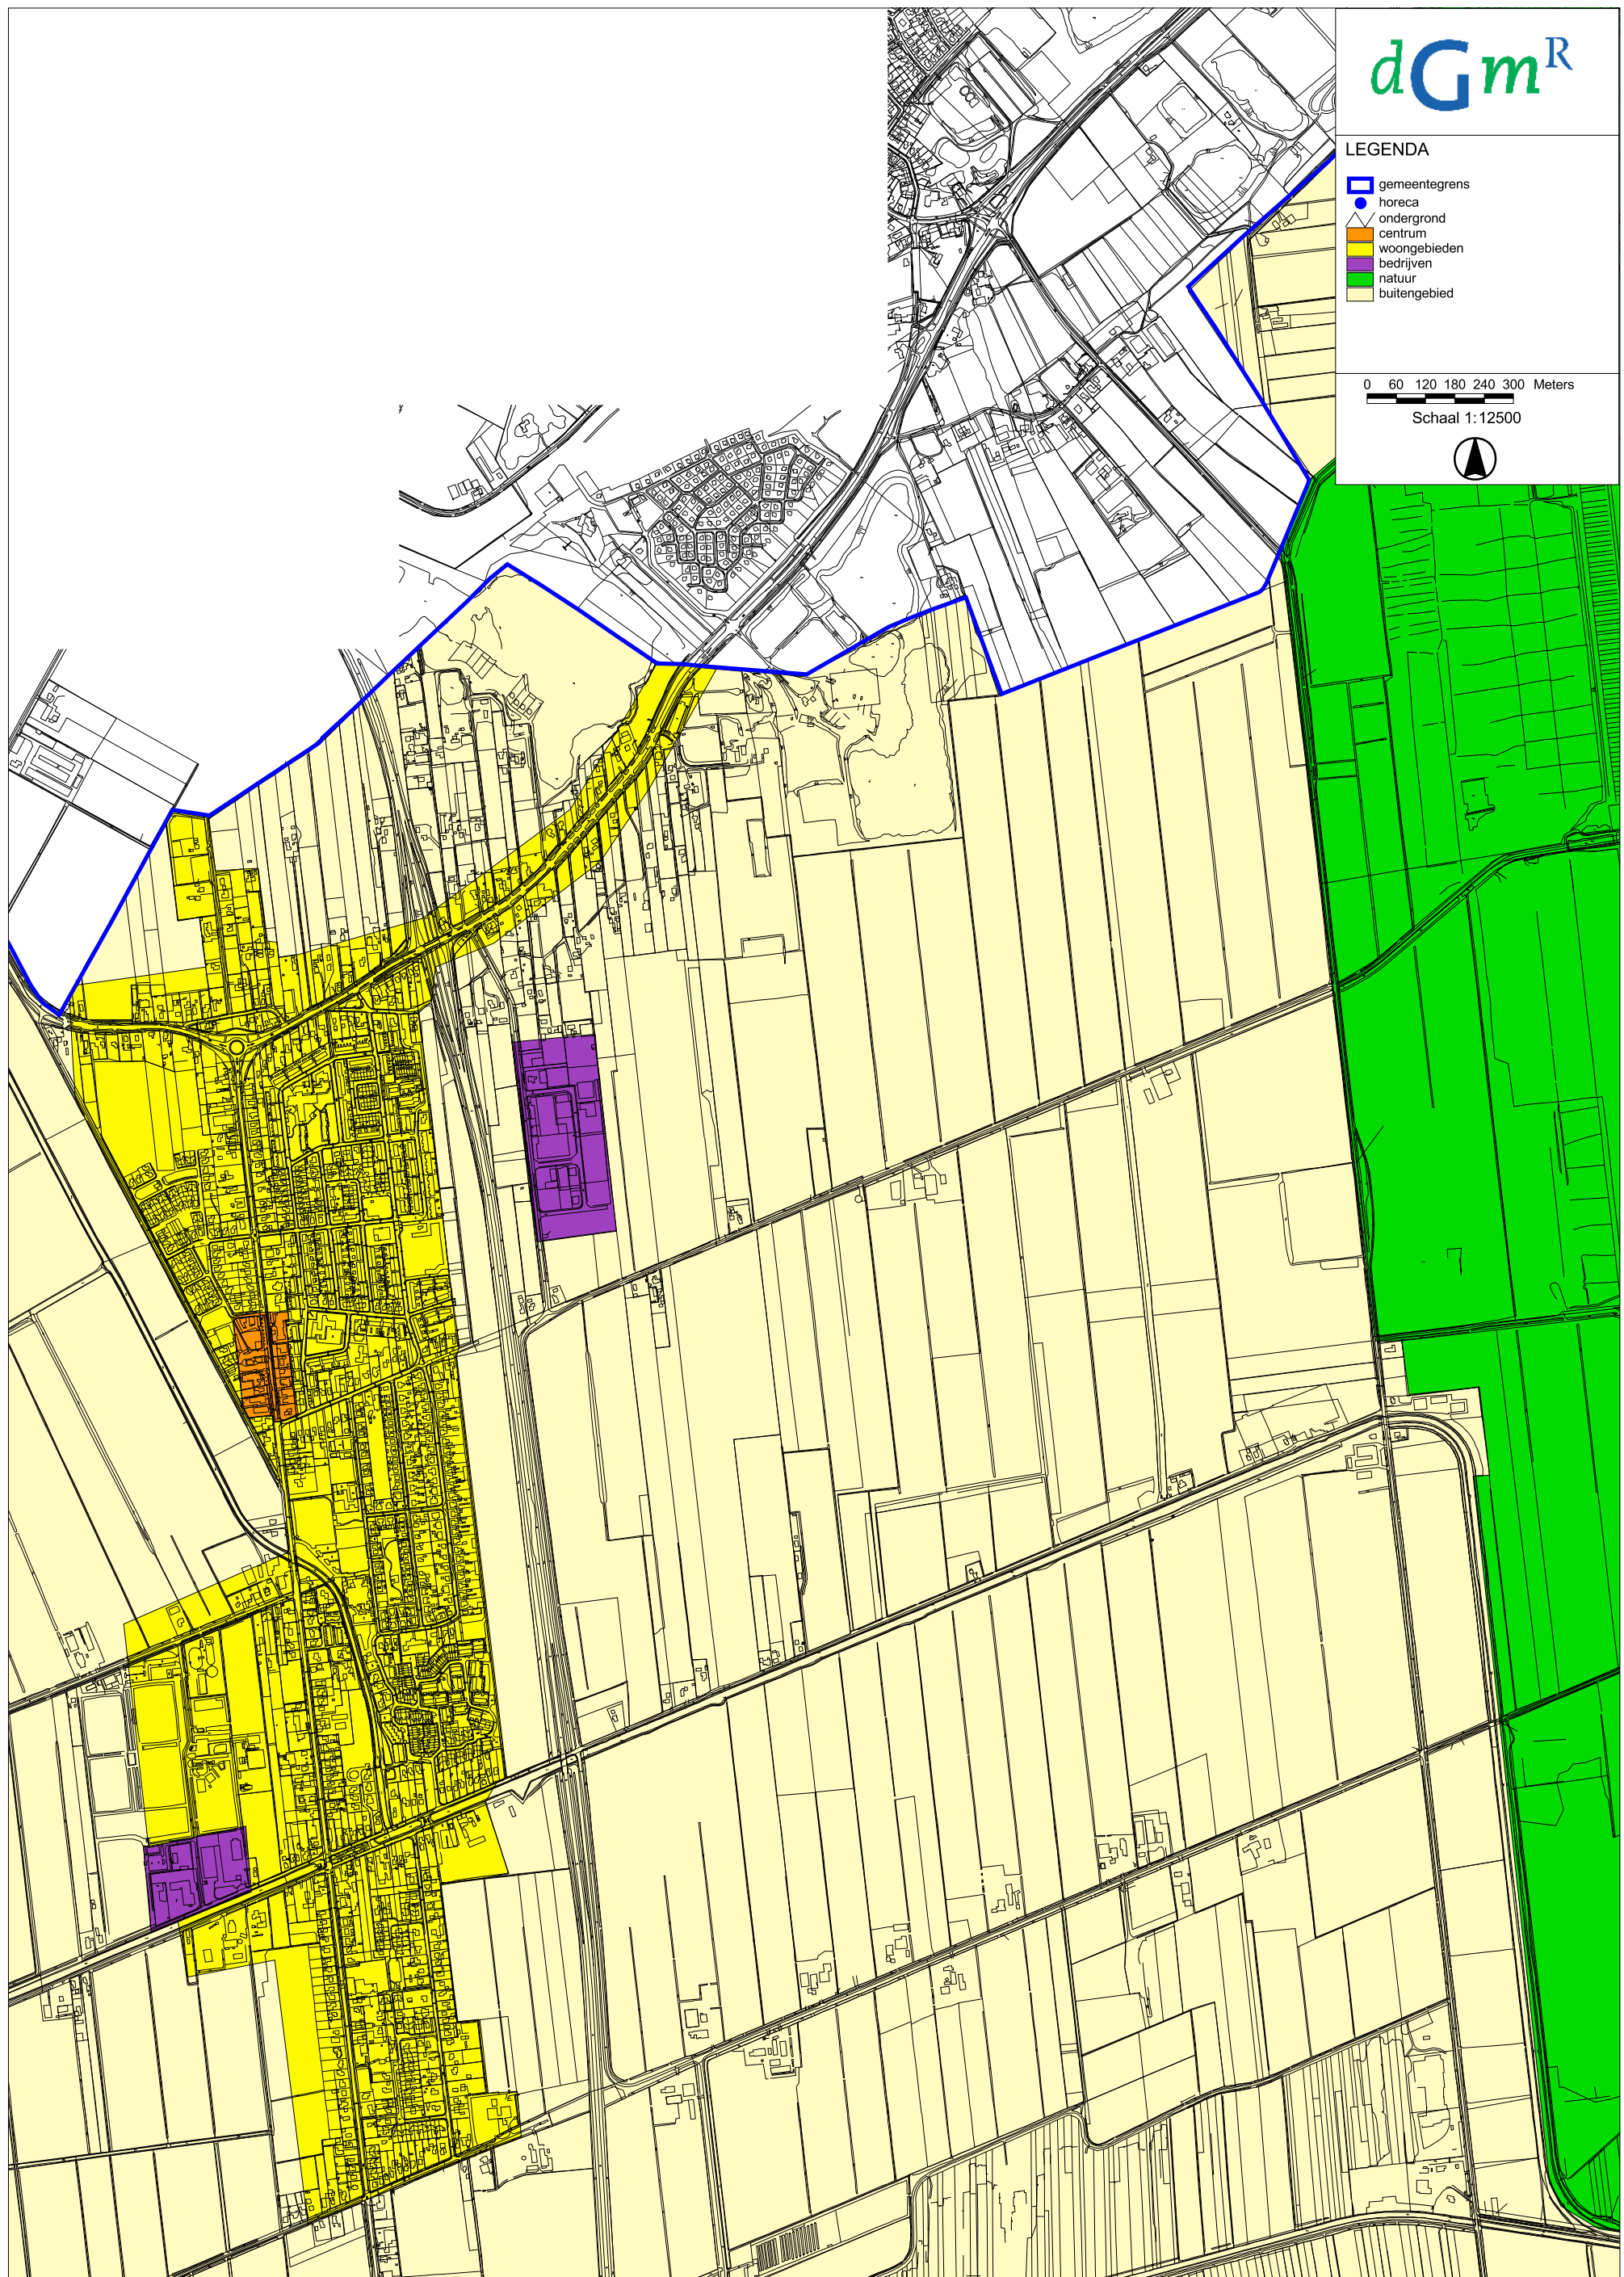 dGmR
LEGENDA
gemeentegrens
horeca
ondergrond
centrum
woongebieden
bedrijven
natuur
buitengebied
0 60 120 180 240 300 Meters
Schaal 1:12500